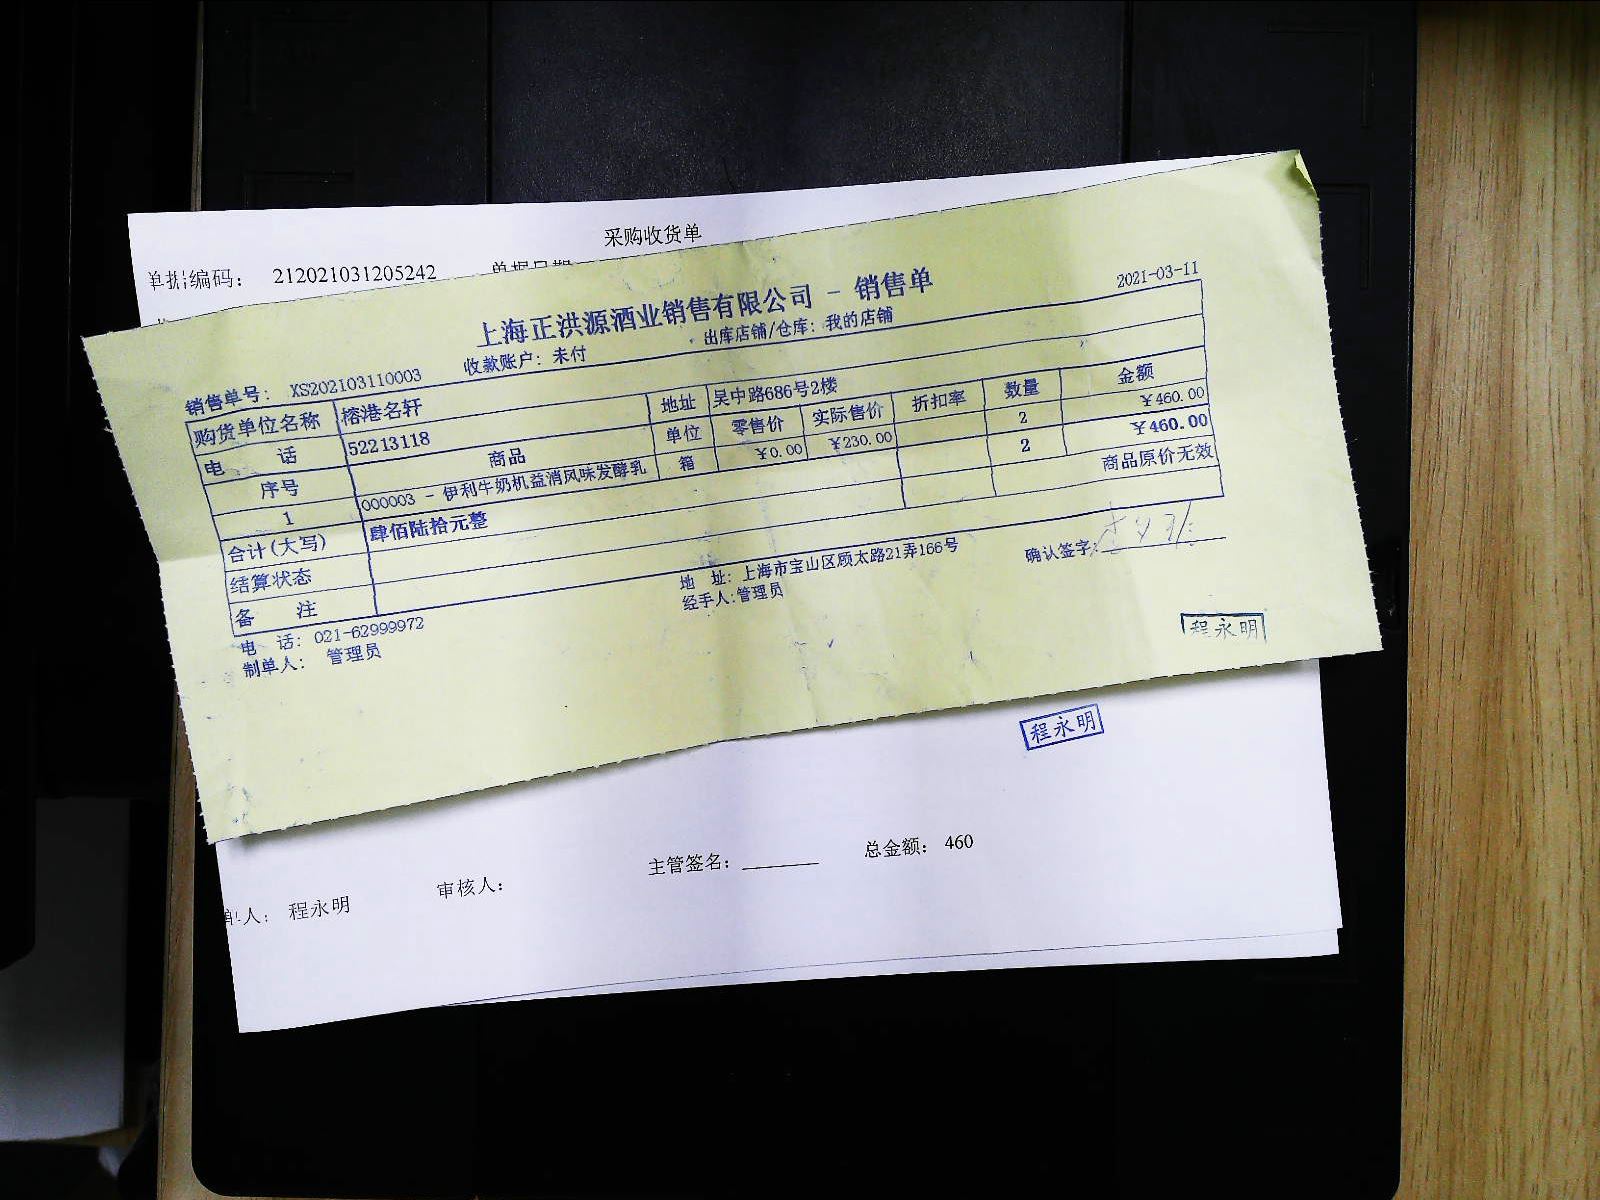 采购收货单
单据编码： 212021031205242 单据日期
上海正洪源酒业销售有限公司 - 销售单
2021-03-11
销售单号： XS202103110003 收款账户：未付 出库店铺/仓库：我的店铺
购货单位名称 榕港名轩 地址 吴中路686号2楼
电 话 52213118
序号 商品 单位 零售价 实际售价 折扣率 数量 金额
1 000003 - 伊利牛奶机益消风味发酵乳 箱 ￥0.00 ￥230.00 2 ￥460.00
合计(大写) 肆佰陆拾元整 2 ￥460.00
结算状态 商品原价无效
备 注
电 话： 021-62999972 地 址：上海市宝山区顾太路21弄166号 确认签字:
制单人： 管理员 经手人:管理员
程永明
程永明
单人： 程永明 审核人： 主管签名： 总金额： 460